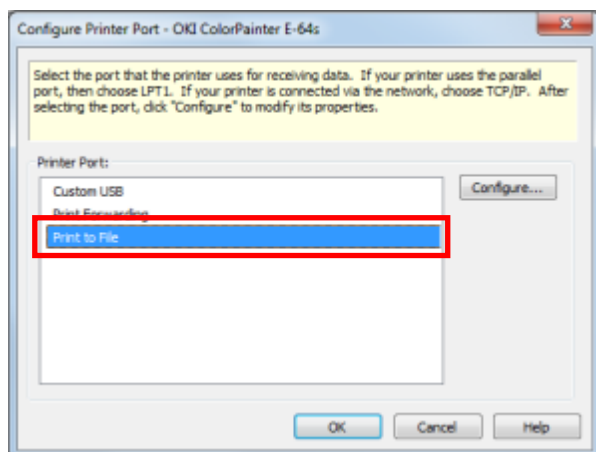 Configure Printer Port - OKI ColorPainter E-64s
Select the port that the printer uses for receiving data. If your printer uses the parallel
port, then choose LPT1. If your printer is connected via the network, choose TCP/IP. After
selecting the port, click "Configure" to modify its properties.
Printer Port:
Custom USB
Configure...
Print Forwarding
Print to File
OK
Cancel
Help